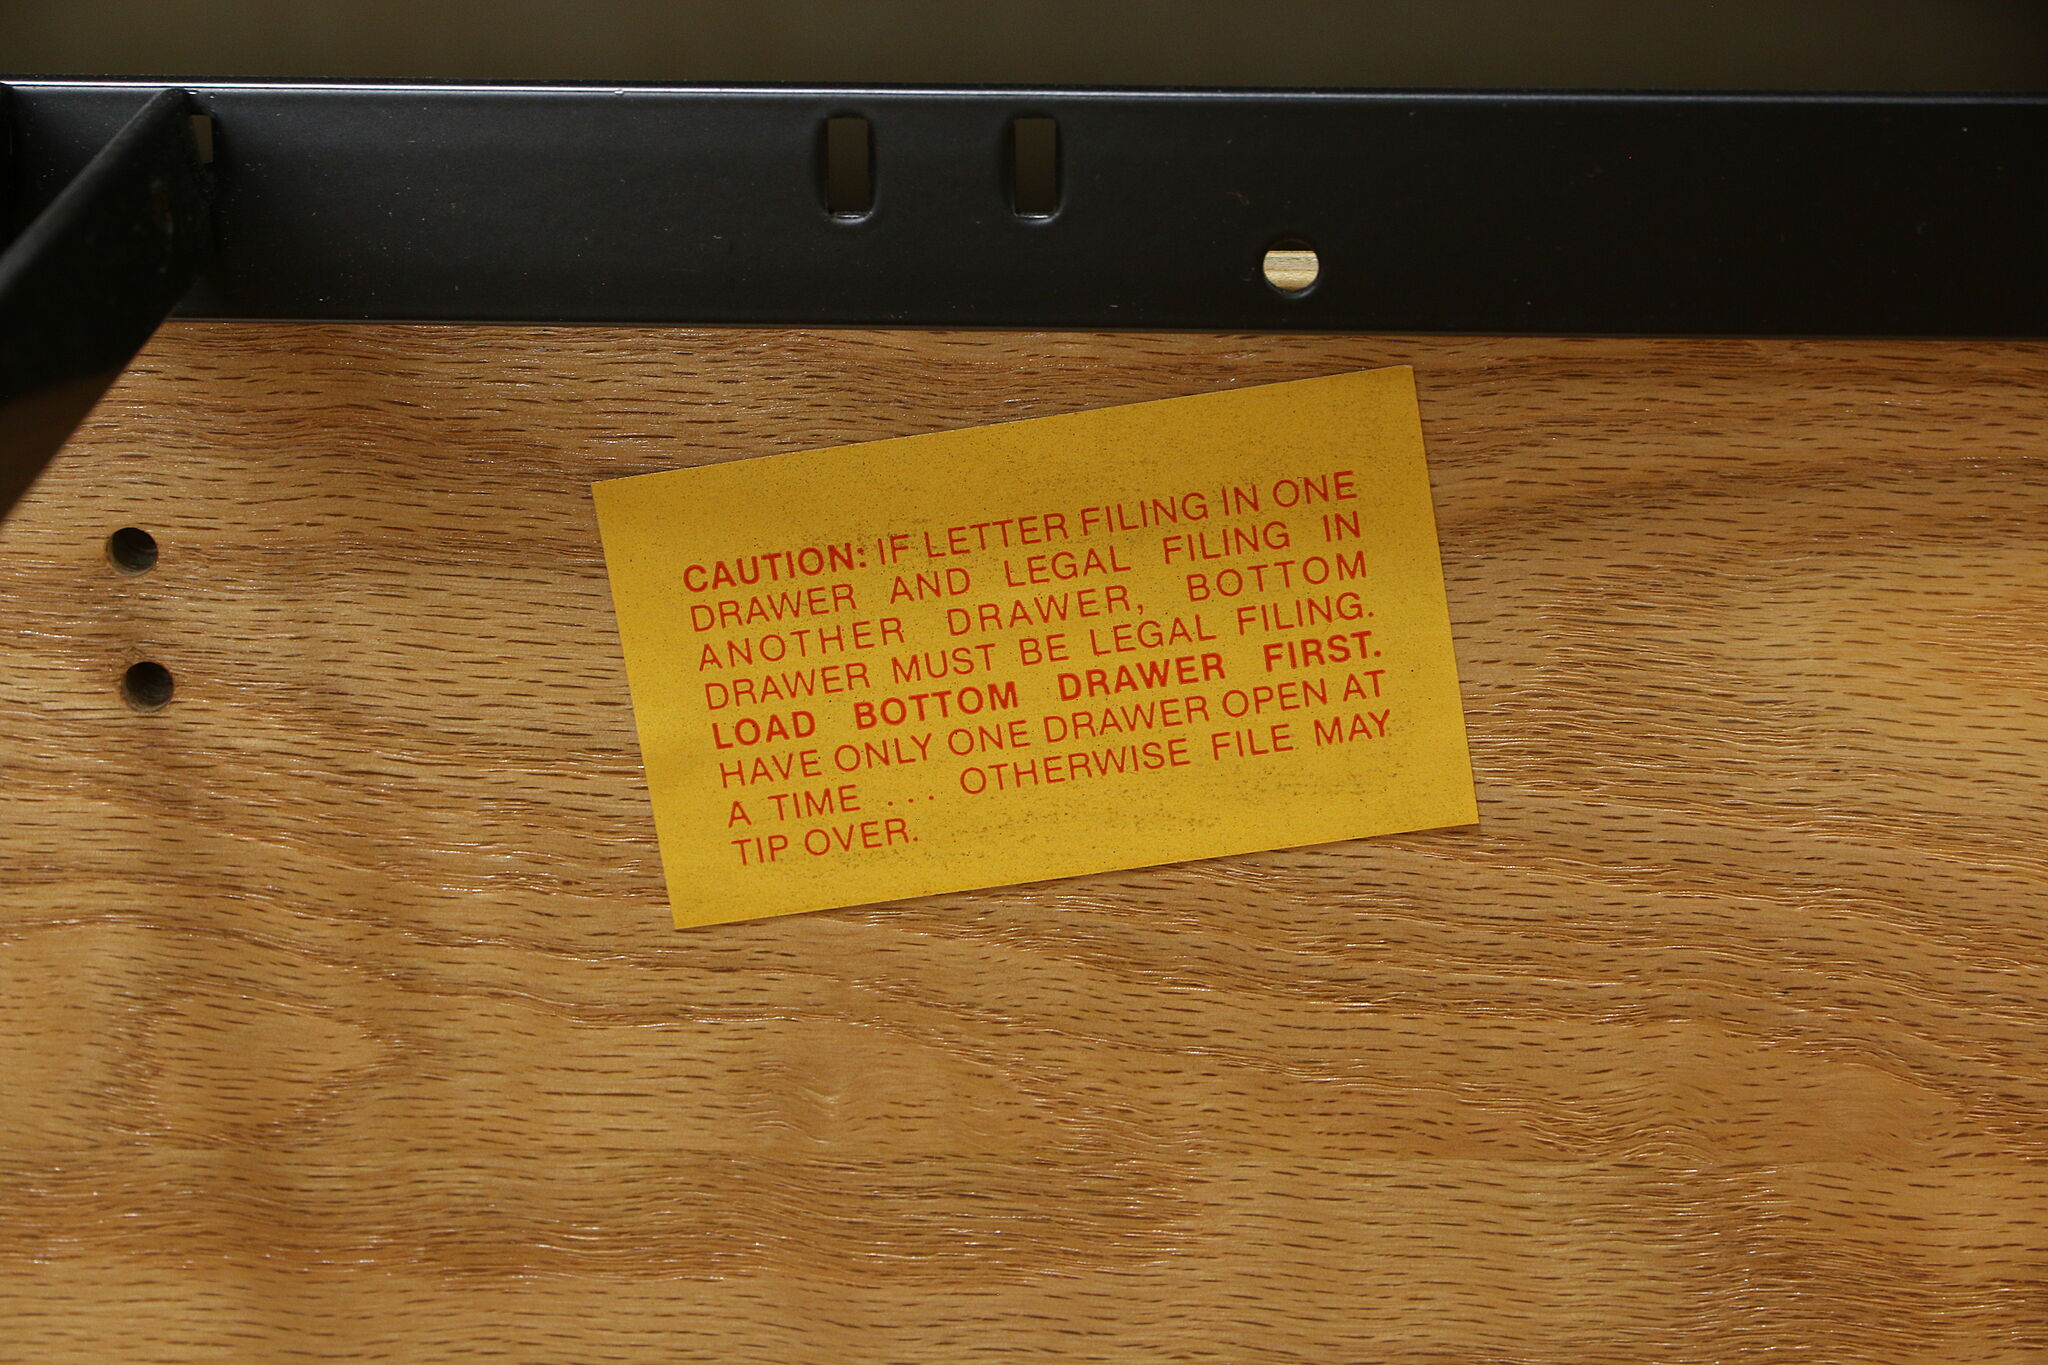 CAUTION: IF LETTER FILING IN ONE
DRAWER AND LEGAL FILING IN
ANOTHER DRAWER, BOTTOM
DRAWER MUST BE LEGAL FILING.
LOAD BOTTOM DRAWER FIRST.
HAVE ONLY ONE DRAWER OPEN AT
A TIME ... OTHERWISE FILE MAY
TIP OVER.